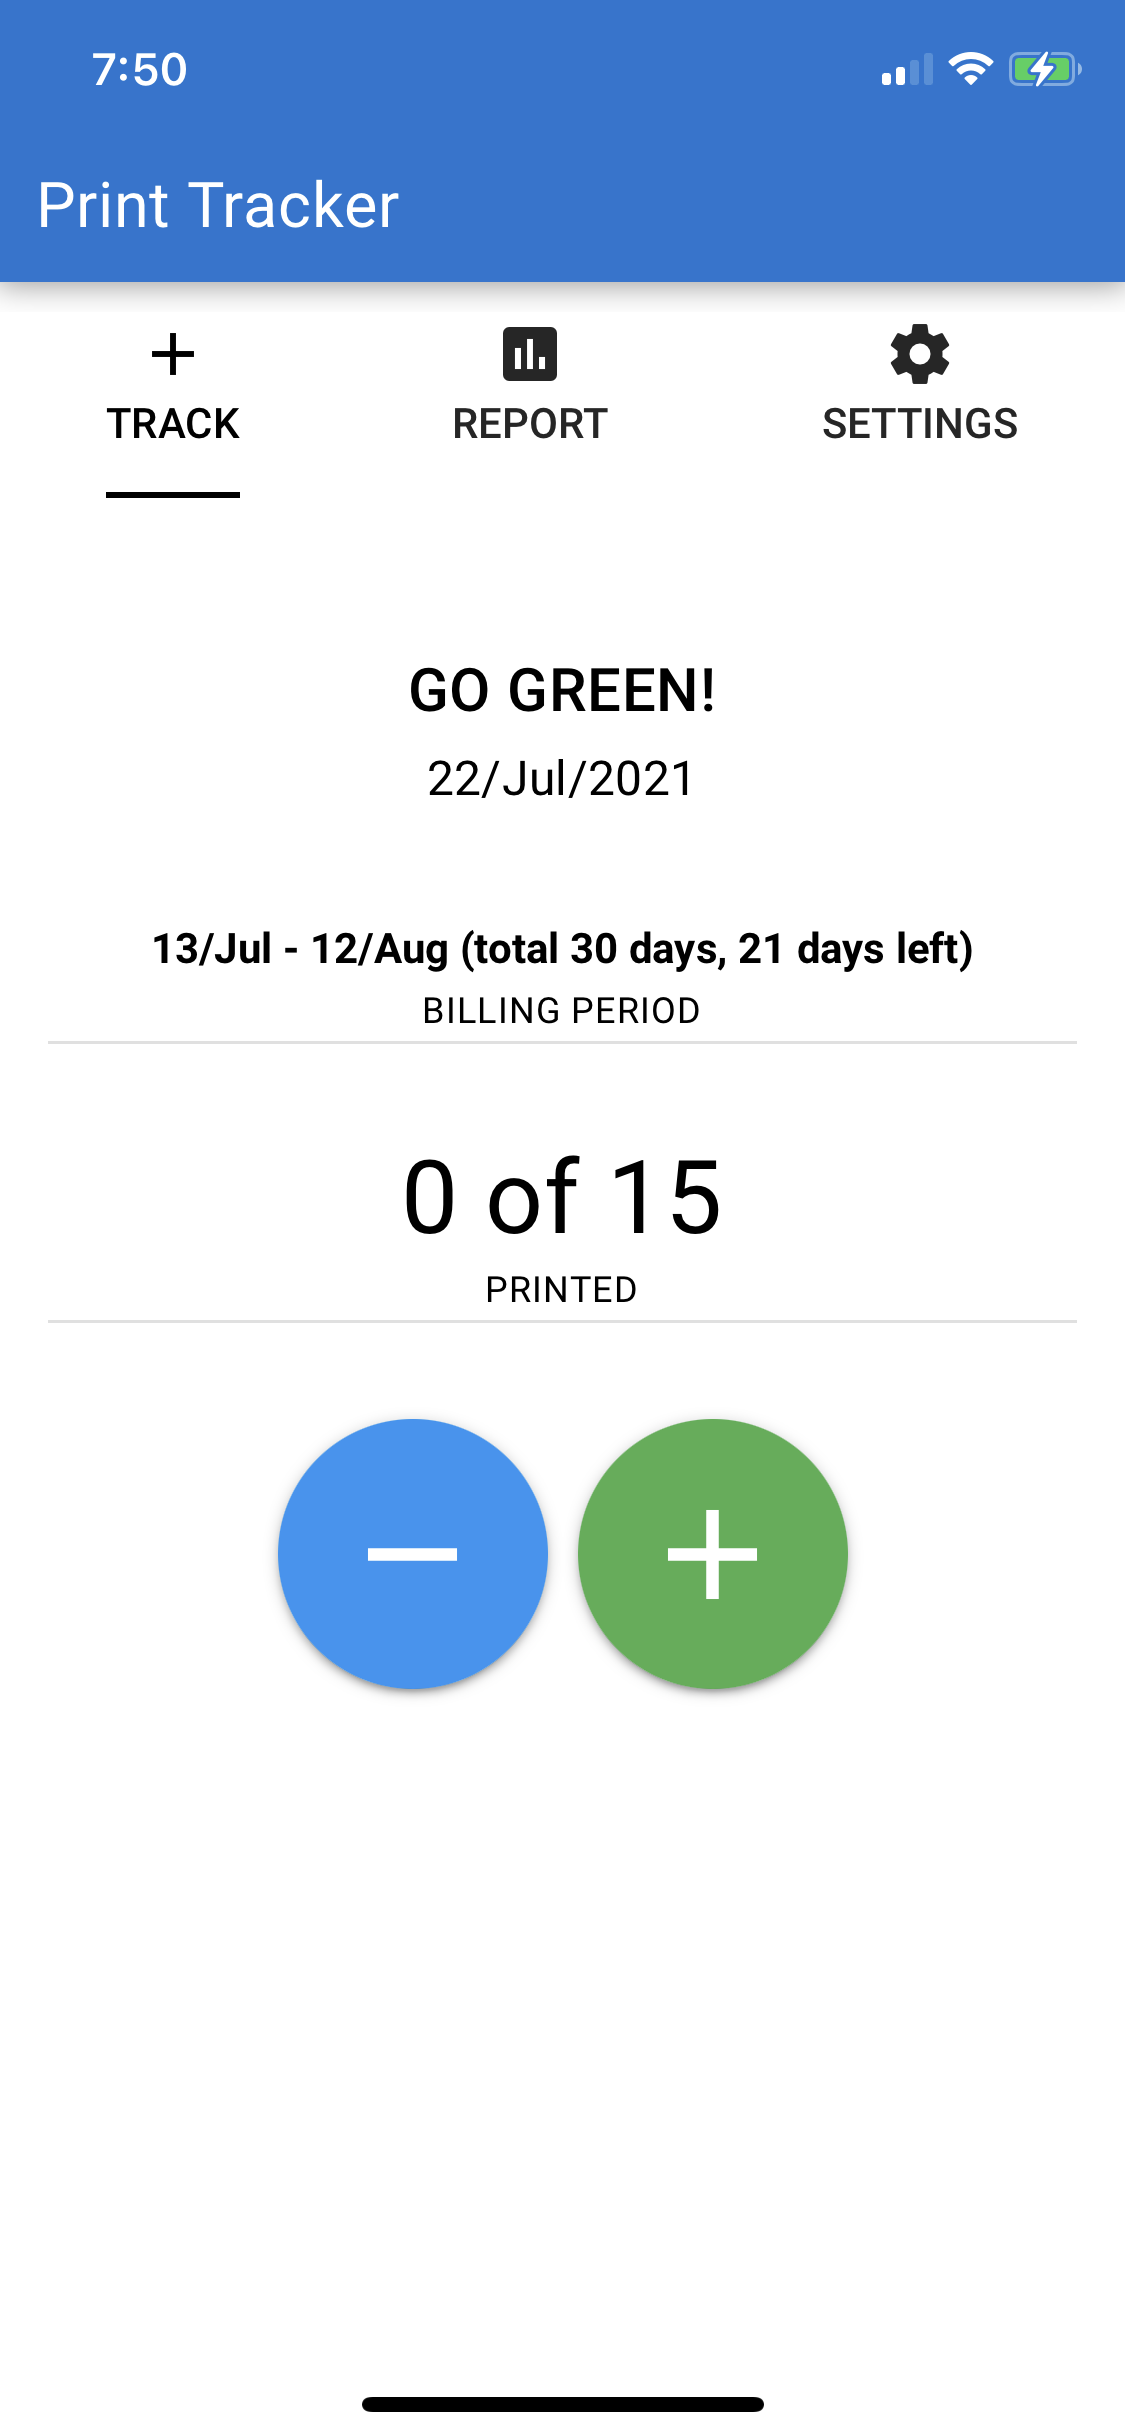 7:50
Print Tracker
TRACK
REPORT
SETTINGS
GO GREEN!
22/Jul/2021
13/Jul - 12/Aug (total 30 days, 21 days left)
BILLING PERIOD
0 of 15
PRINTED